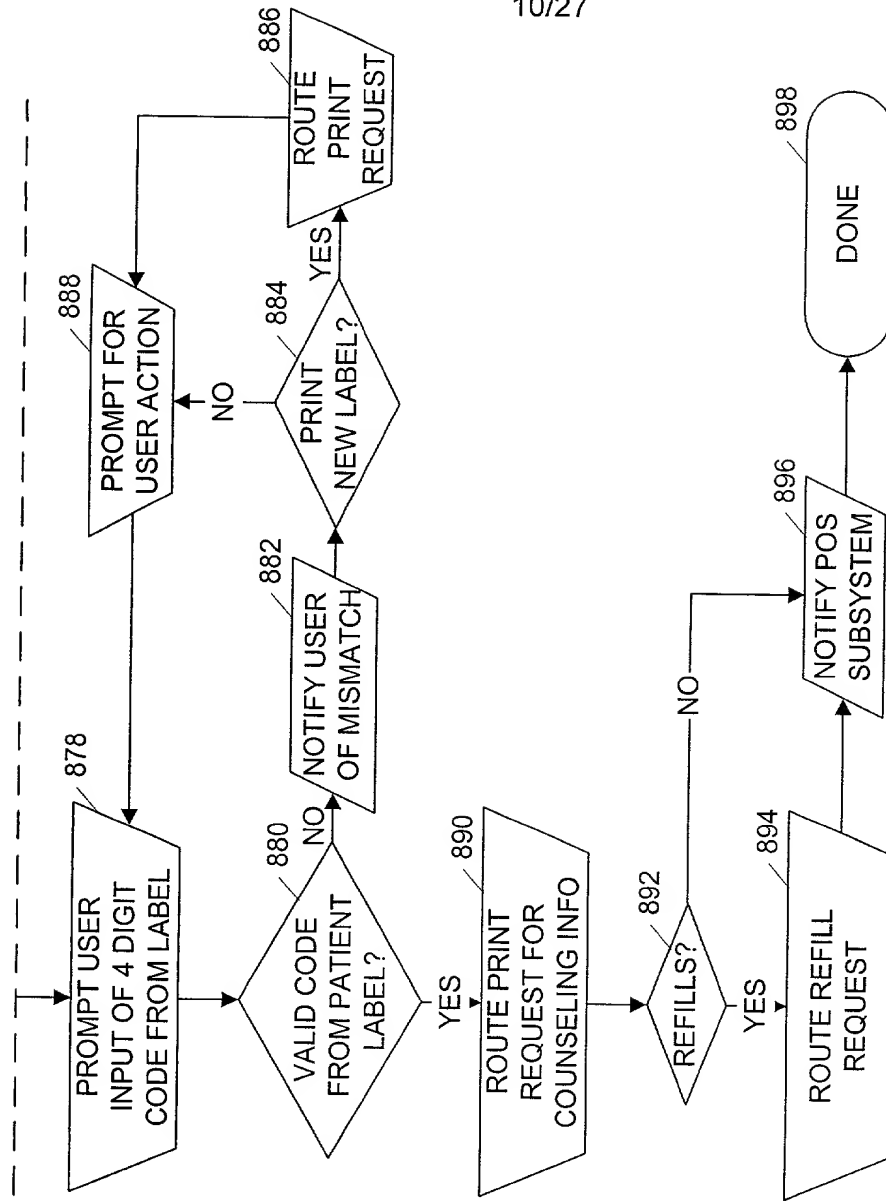 10/27
PROMPT USER
INPUT OF 4 DIGIT
CODE FROM LABEL
878
VALID CODE
FROM PATIENT
LABEL?
880
NO
NOTIFY USER
OF MISMATCH
882
PRINT
NEW LABEL?
884
YES
ROUTE
PRINT
REQUEST
886
NO
PROMPT FOR
USER ACTION
888
YES
ROUTE PRINT
REQUEST FOR
COUNSELING INFO
890
REFILLS?
892
NO
YES
ROUTE REFILL
REQUEST
894
NOTIFY POS
SUBSYSTEM
896
DONE
898